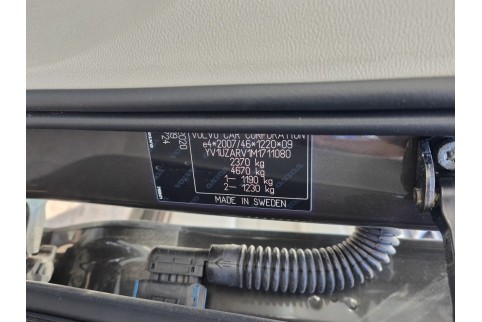 VOLVO CAR CORPORATION
e4*2007/46*1220*09
YV1UZARV1M1711080
2370 kg
4670 kg
1– 1190 kg
2– 1230 kg
MADE IN SWEDEN